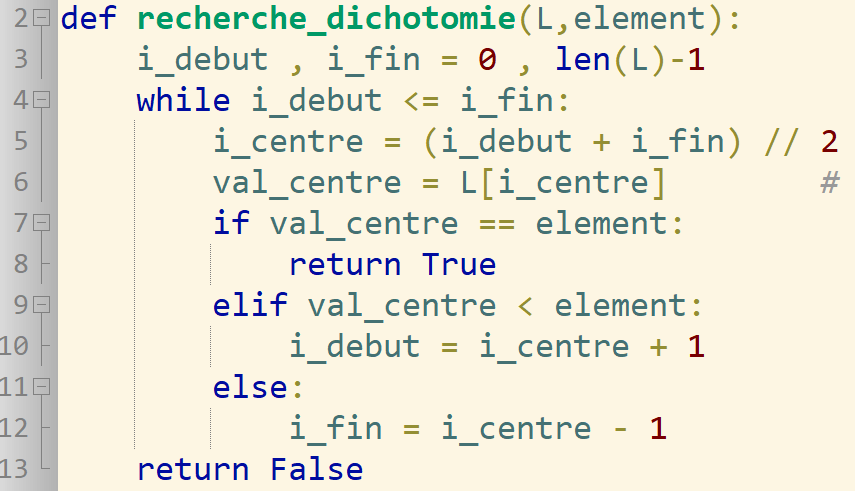 2 def recherche_dichotomie(L,element):
3     i_debut , i_fin = 0 , len(L)-1
4     while i_debut <= i_fin:
5         i_centre = (i_debut + i_fin) // 2
6         val_centre = L[i_centre]        #
7         if val_centre == element:
8             return True
9         elif val_centre < element:
10             i_debut = i_centre + 1
11         else:
12             i_fin = i_centre - 1
13     return False